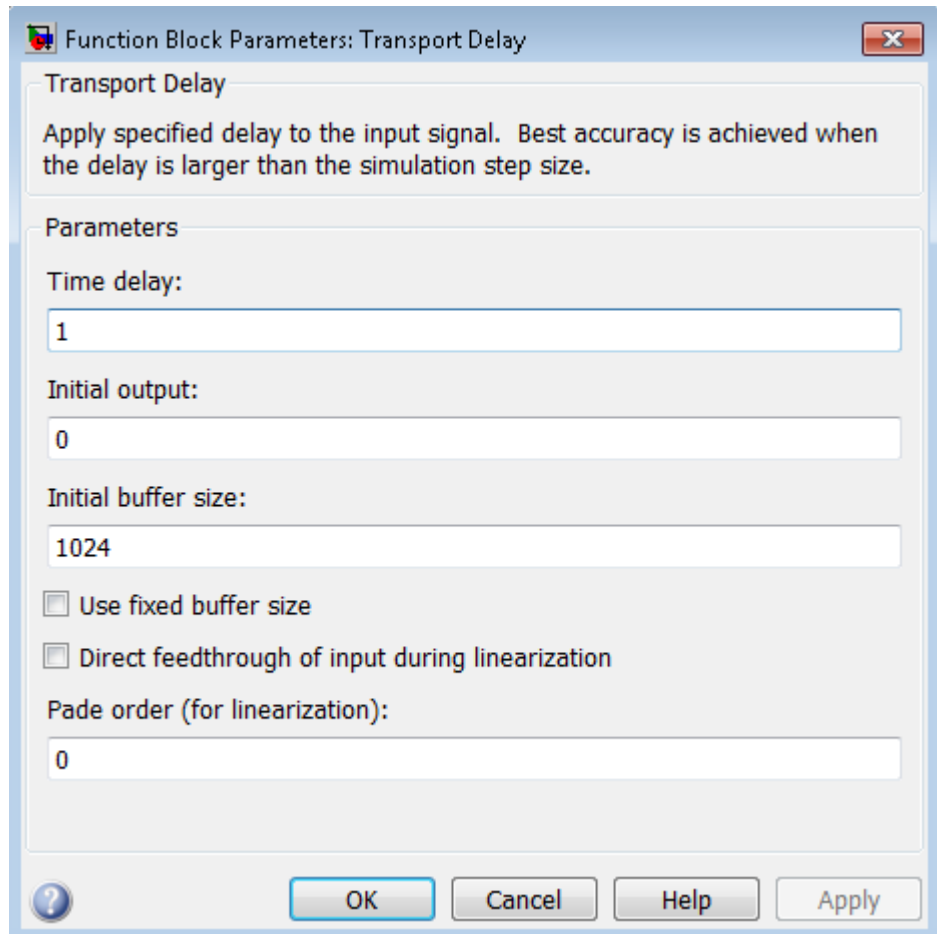 Function Block Parameters: Transport Delay
Transport Delay
Apply specified delay to the input signal.  Best accuracy is achieved when
the delay is larger than the simulation step size.
Parameters
Time delay:
1
Initial output:
0
Initial buffer size:
1024
Use fixed buffer size
Direct feedthrough of input during linearization
Pade order (for linearization):
0
? OK Cancel Help Apply